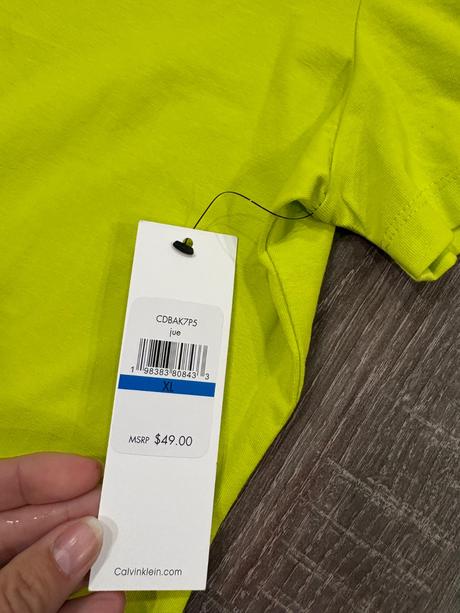 CDBAK7P5
jue
1 98383 80843 3
XL
MSRP $49.00
Calvinklein.com